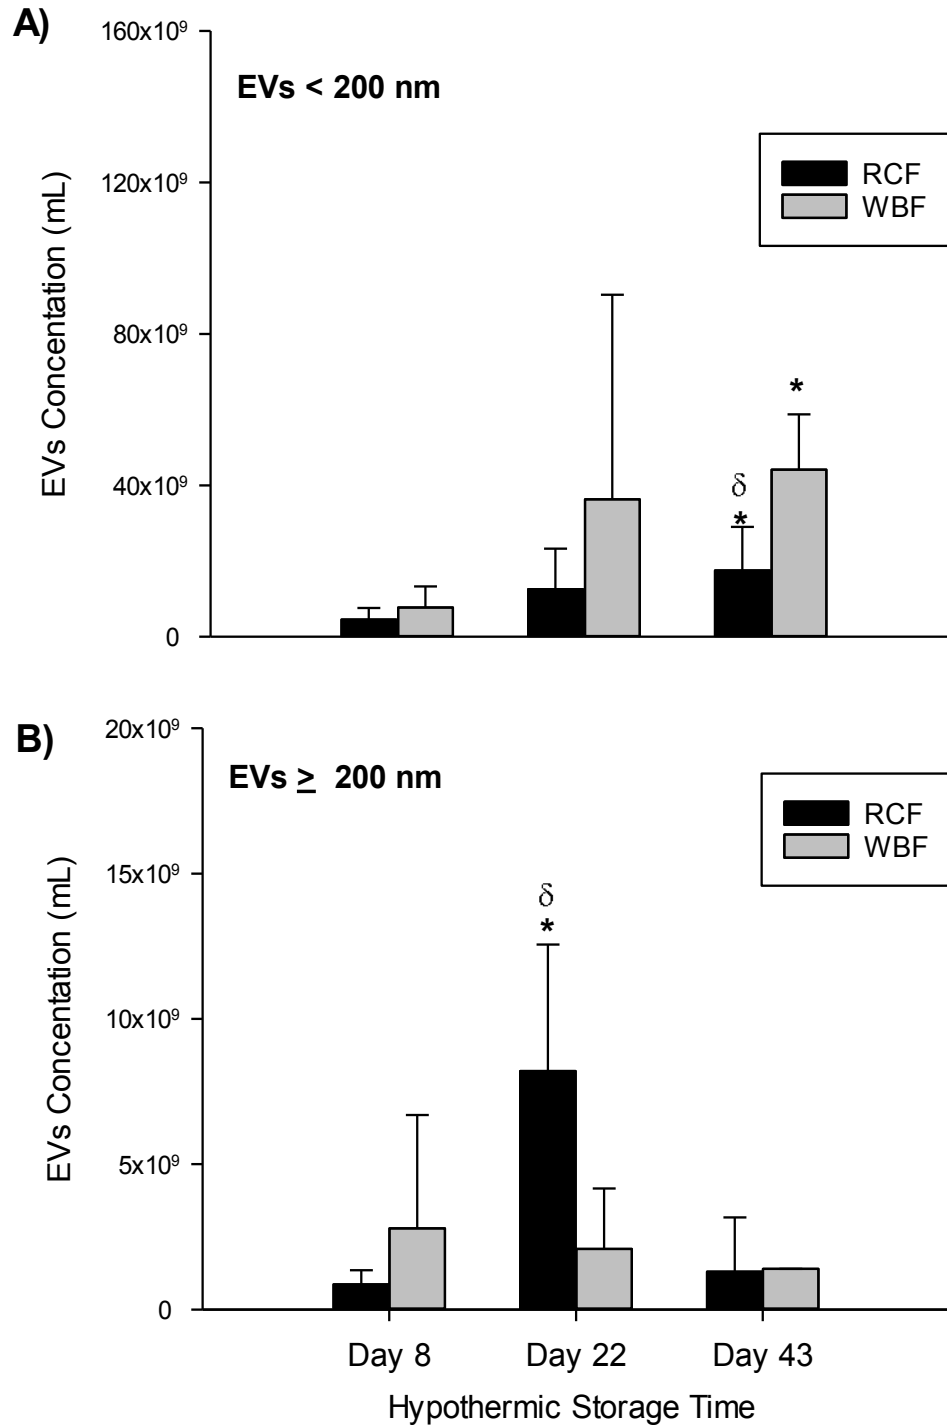 A)
160x10⁹
EVs < 200 nm
RCF
WBF
120x10⁹
80x10⁹
40x10⁹
0
EVs Concentation (mL)
*
δ
*
B)
20x10⁹
EVs ≥ 200 nm
RCF
WBF
15x10⁹
10x10⁹
5x10⁹
0
EVs Concentation (mL)
δ
*
Day 8 Day 22 Day 43
Hypothermic Storage Time